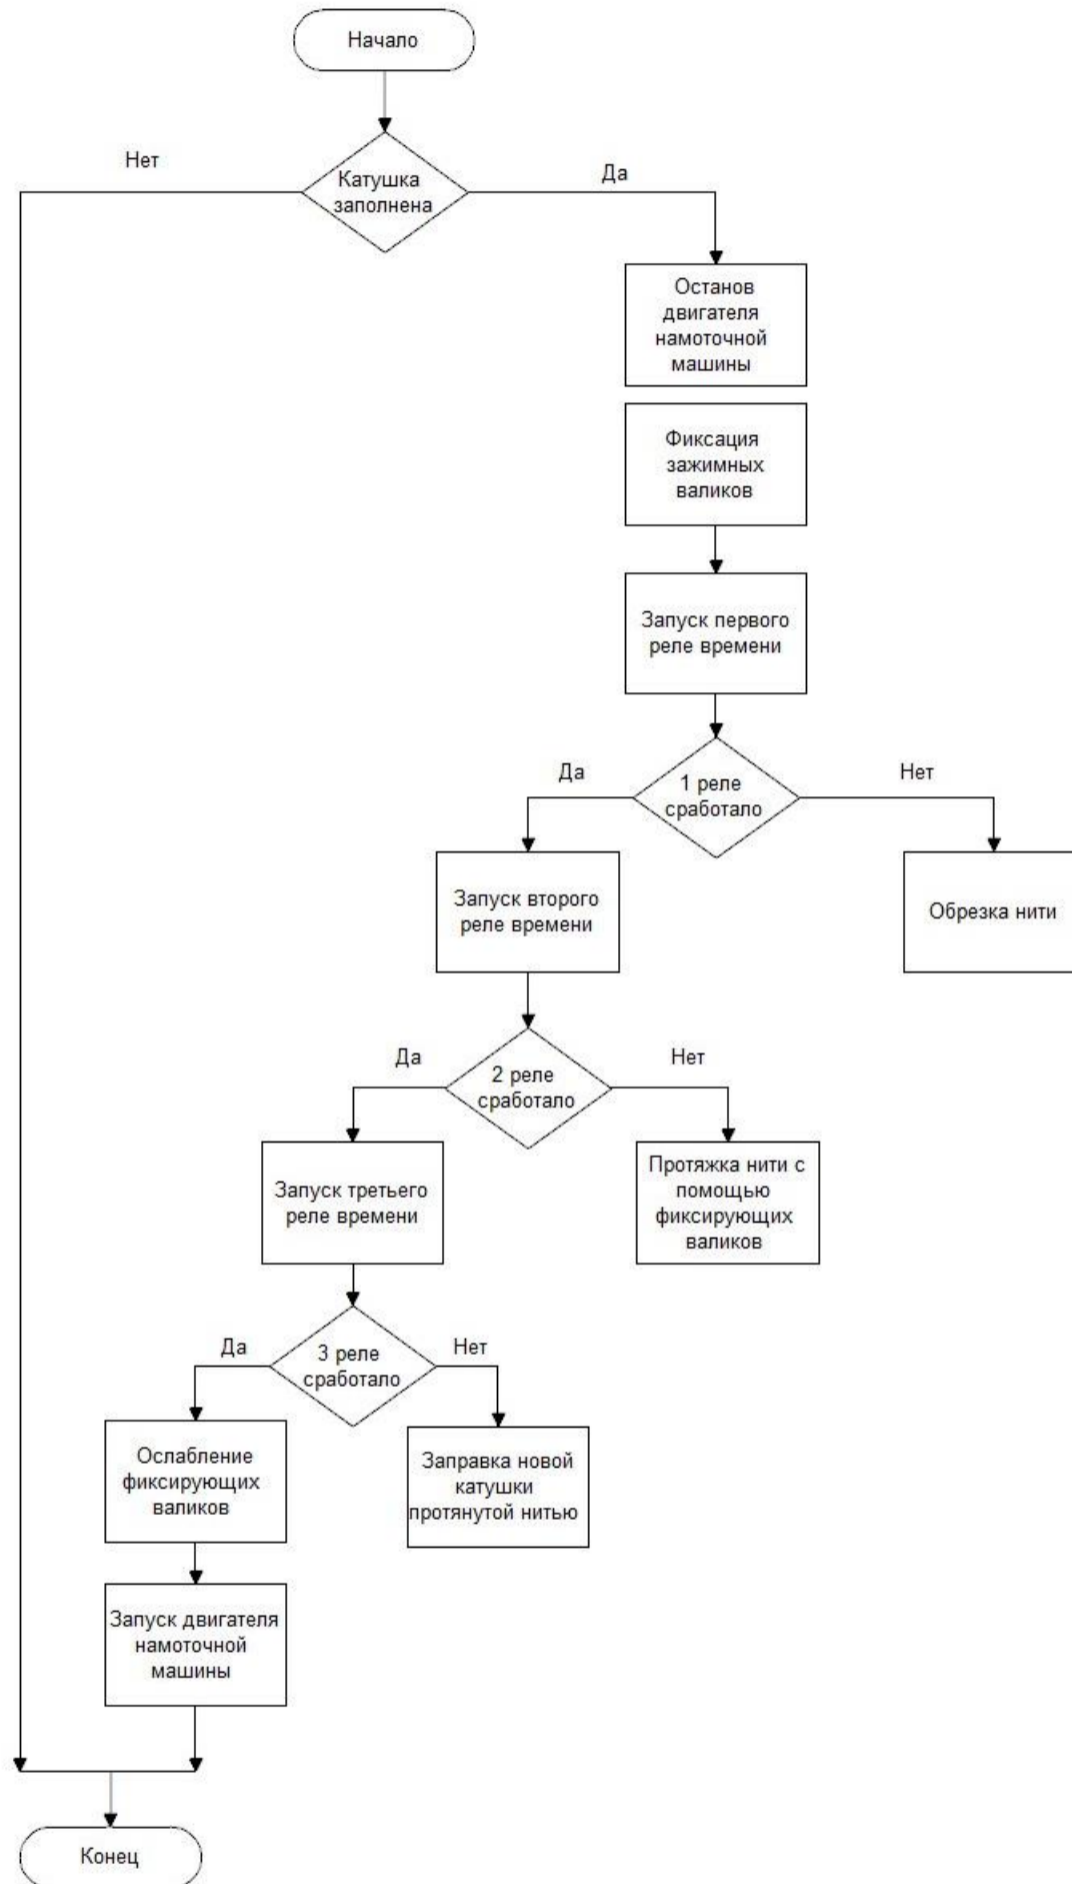 Начало
Нет
Да
Катушка
заполнена
Останов
двигателя
намоточной
машины
Фиксация
зажимных
валиков
Запуск первого
реле времени
Да
Нет
1 реле
сработало
Запуск второго
реле времени
Обрезка нити
Да
Нет
2 реле
сработало
Запуск третьего
реле времени
Протяжка нити с
помощью
фиксирующих
валиков
Да
Нет
3 реле
сработало
Ослабление
фиксирующих
валиков
Заправка новой
катушки
протянутой нитью
Запуск двигателя
намоточной
машины
Конец